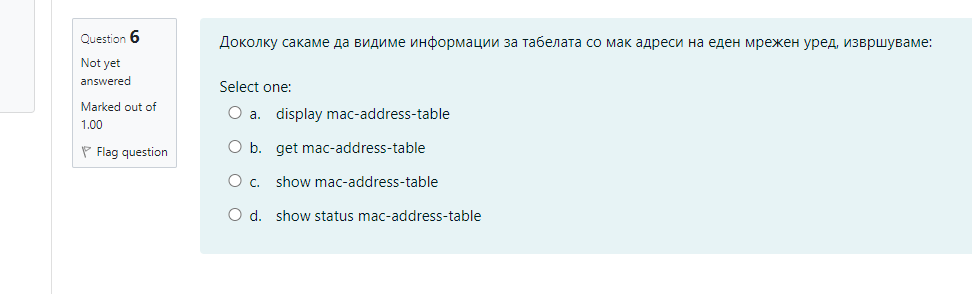 Question 6
Not yet
answered
Marked out of
1.00
Flag question
Доколку сакаме да видиме информации за табелата со мак адреси на еден мрежен уред, извршуваме:
Select one:
a. display mac-address-table
b. get mac-address-table
c. show mac-address-table
d. show status mac-address-table